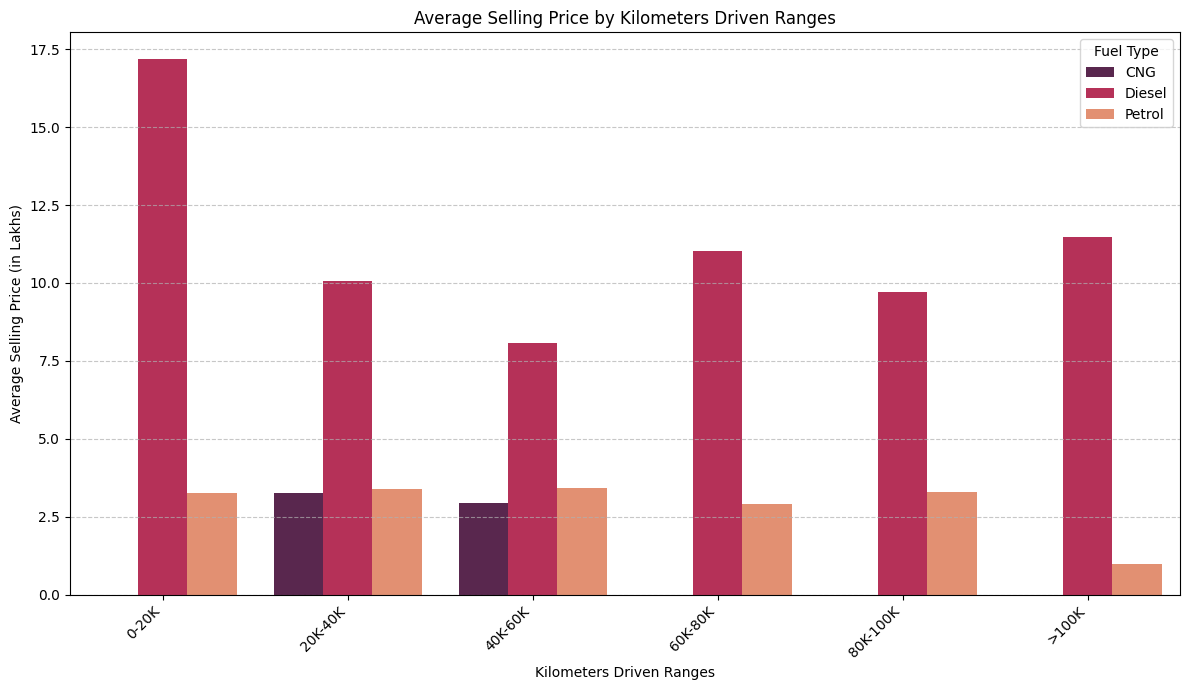 Average Selling Price by Kilometers Driven Ranges
Fuel Type
CNG
Diesel
Petrol
Average Selling Price (in Lakhs)
17.5
15.0
12.5
10.0
7.5
5.0
2.5
0.0
0-20K
20K-40K
40K-60K
60K-80K
80K-100K
>100K
Kilometers Driven Ranges